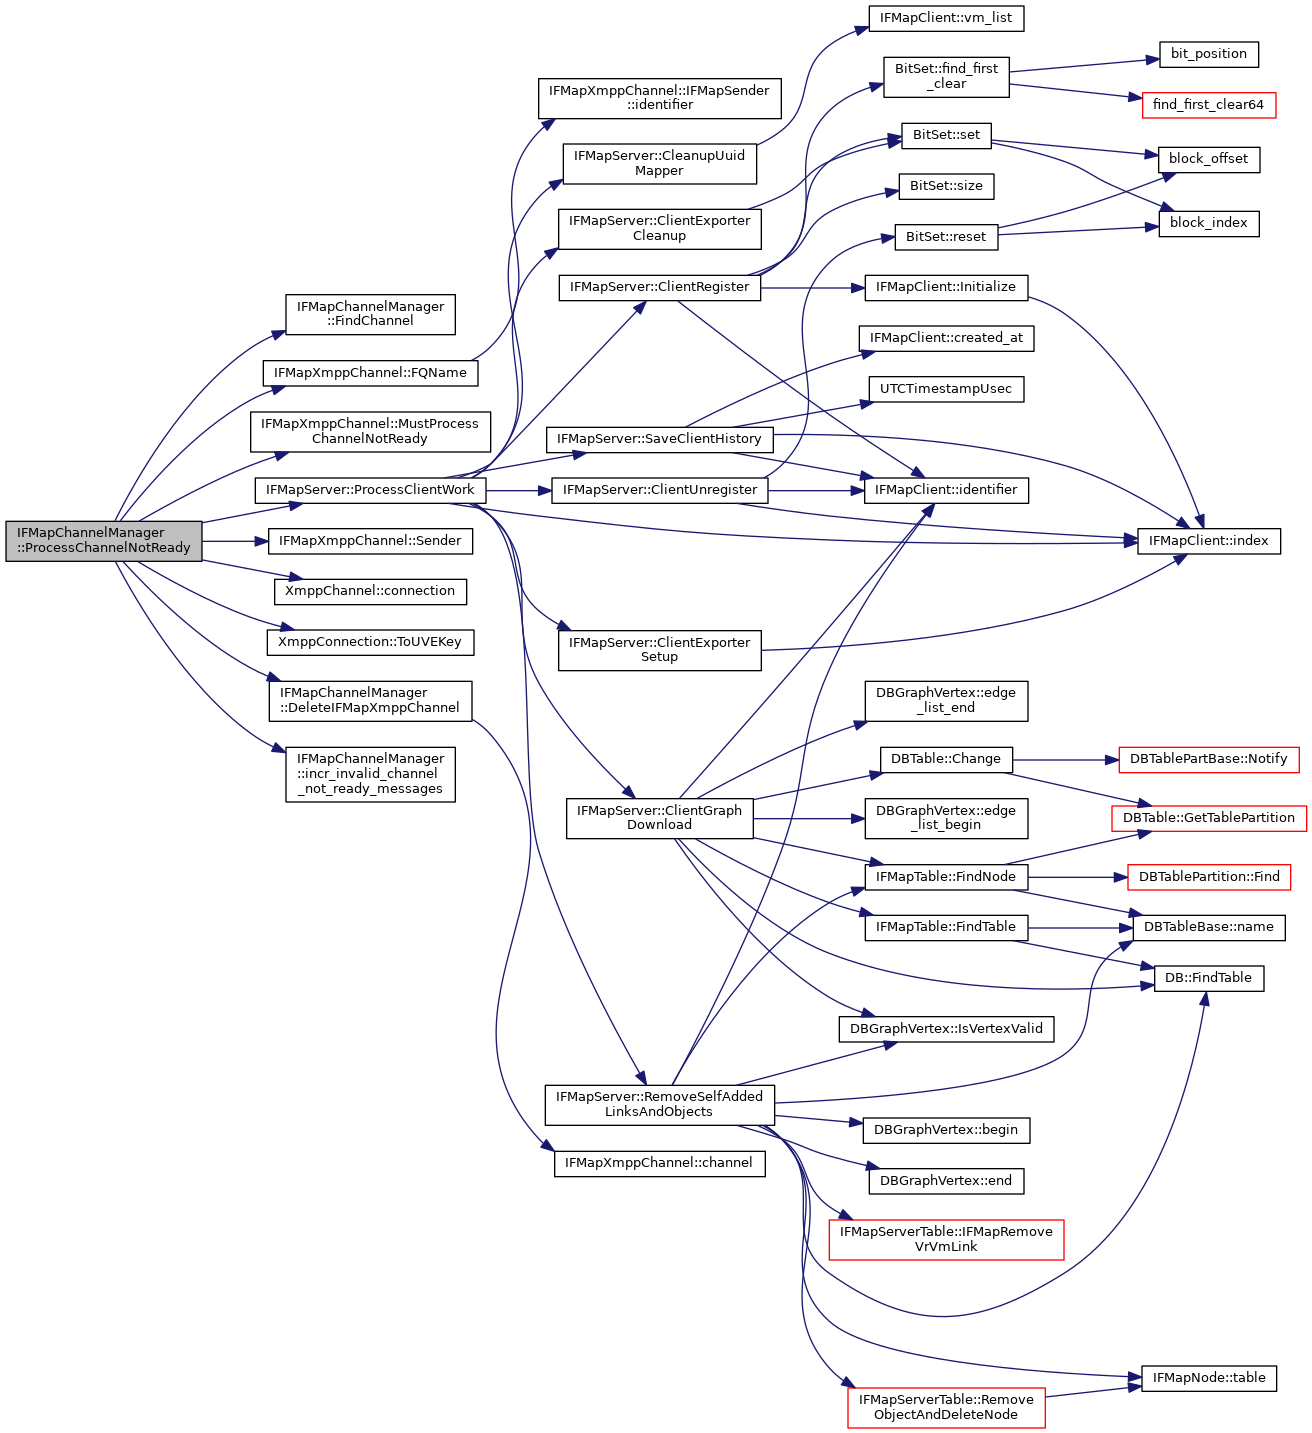 IFMapChannelManager
::ProcessChannelNotReady
IFMapChannelManager
::FindChannel
IFMapXmppChannel::FQName
IFMapXmppChannel::MustProcess
ChannelNotReady
IFMapServer::ProcessClientWork
IFMapXmppChannel::Sender
XmppChannel::connection
XmppConnection::ToUVEKey
IFMapChannelManager
::DeleteIFMapXmppChannel
IFMapChannelManager
::incr_invalid_channel
_not_ready_messages
IFMapXmppChannel::IFMapSender
::identifier
IFMapServer::CleanupUuid
Mapper
IFMapServer::ClientExporter
Cleanup
IFMapServer::ClientRegister
IFMapServer::SaveClientHistory
IFMapServer::ClientUnregister
IFMapServer::ClientExporter
Setup
IFMapServer::ClientGraph
Download
IFMapServer::RemoveSelfAdded
LinksAndObjects
IFMapXmppChannel::channel
IFMapClient::vm_list
BitSet::find_first
_clear
BitSet::set
BitSet::size
BitSet::reset
IFMapClient::Initialize
IFMapClient::created_at
UTCTimestampUsec
IFMapClient::identifier
DBGraphVertex::edge
_list_end
DBTable::Change
DBGraphVertex::edge
_list_begin
IFMapTable::FindNode
IFMapTable::FindTable
DBGraphVertex::IsVertexValid
DBGraphVertex::begin
DBGraphVertex::end
IFMapServerTable::IFMapRemove
VrVmLink
IFMapServerTable::Remove
ObjectAndDeleteNode
bit_position
find_first_clear64
block_offset
block_index
IFMapClient::index
DBTablePartBase::Notify
DBTable::GetTablePartition
DBTablePartition::Find
DBTableBase::name
DB::FindTable
IFMapNode::table